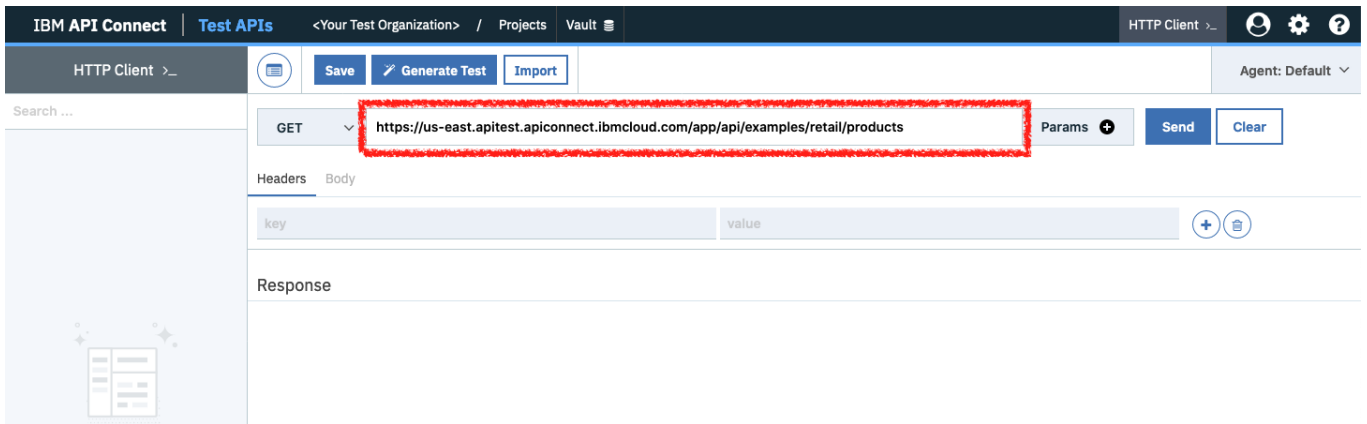 IBM API Connect Test APIs <Your Test Organization> / Projects Vault HTTP Client >_
HTTP Client >_ Save Generate Test Import Agent: Default
Search ...
GET https://us-east.apitest.apiconnect.ibmcloud.com/app/api/examples/retail/products Params Send Clear
Headers Body
key value
Response